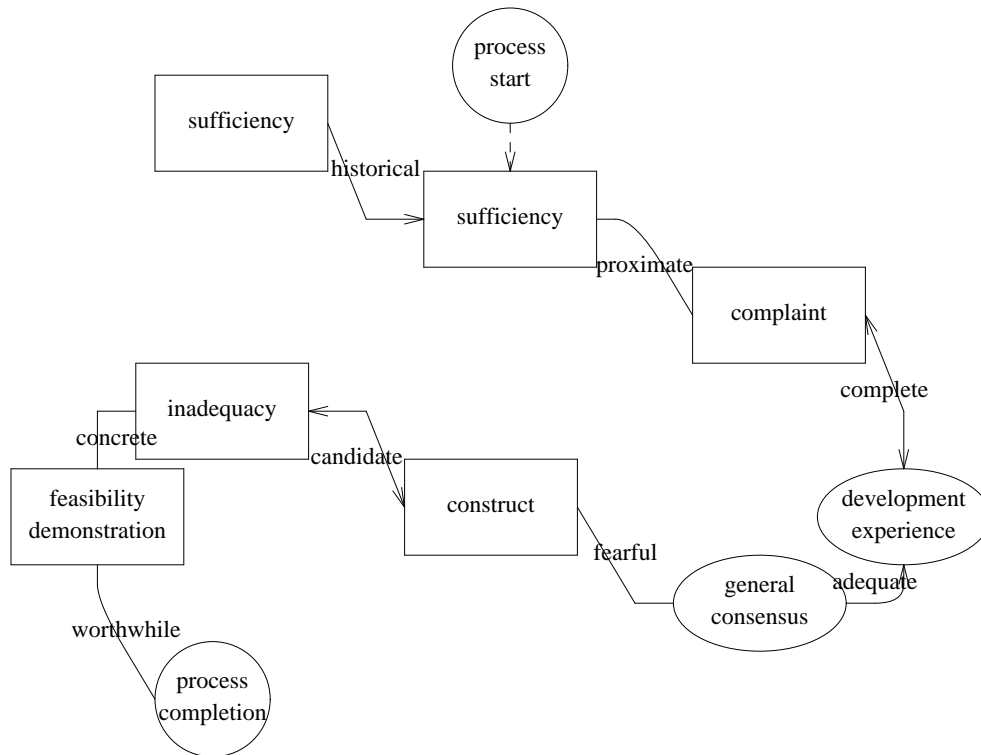 process
start
sufficiency
historical
sufficiency
proximate
complaint
complete
inadequacy
concrete
candidate
feasibility
demonstration
construct
development
experience
fearful
adequate
general
consensus
worthwhile
process
completion